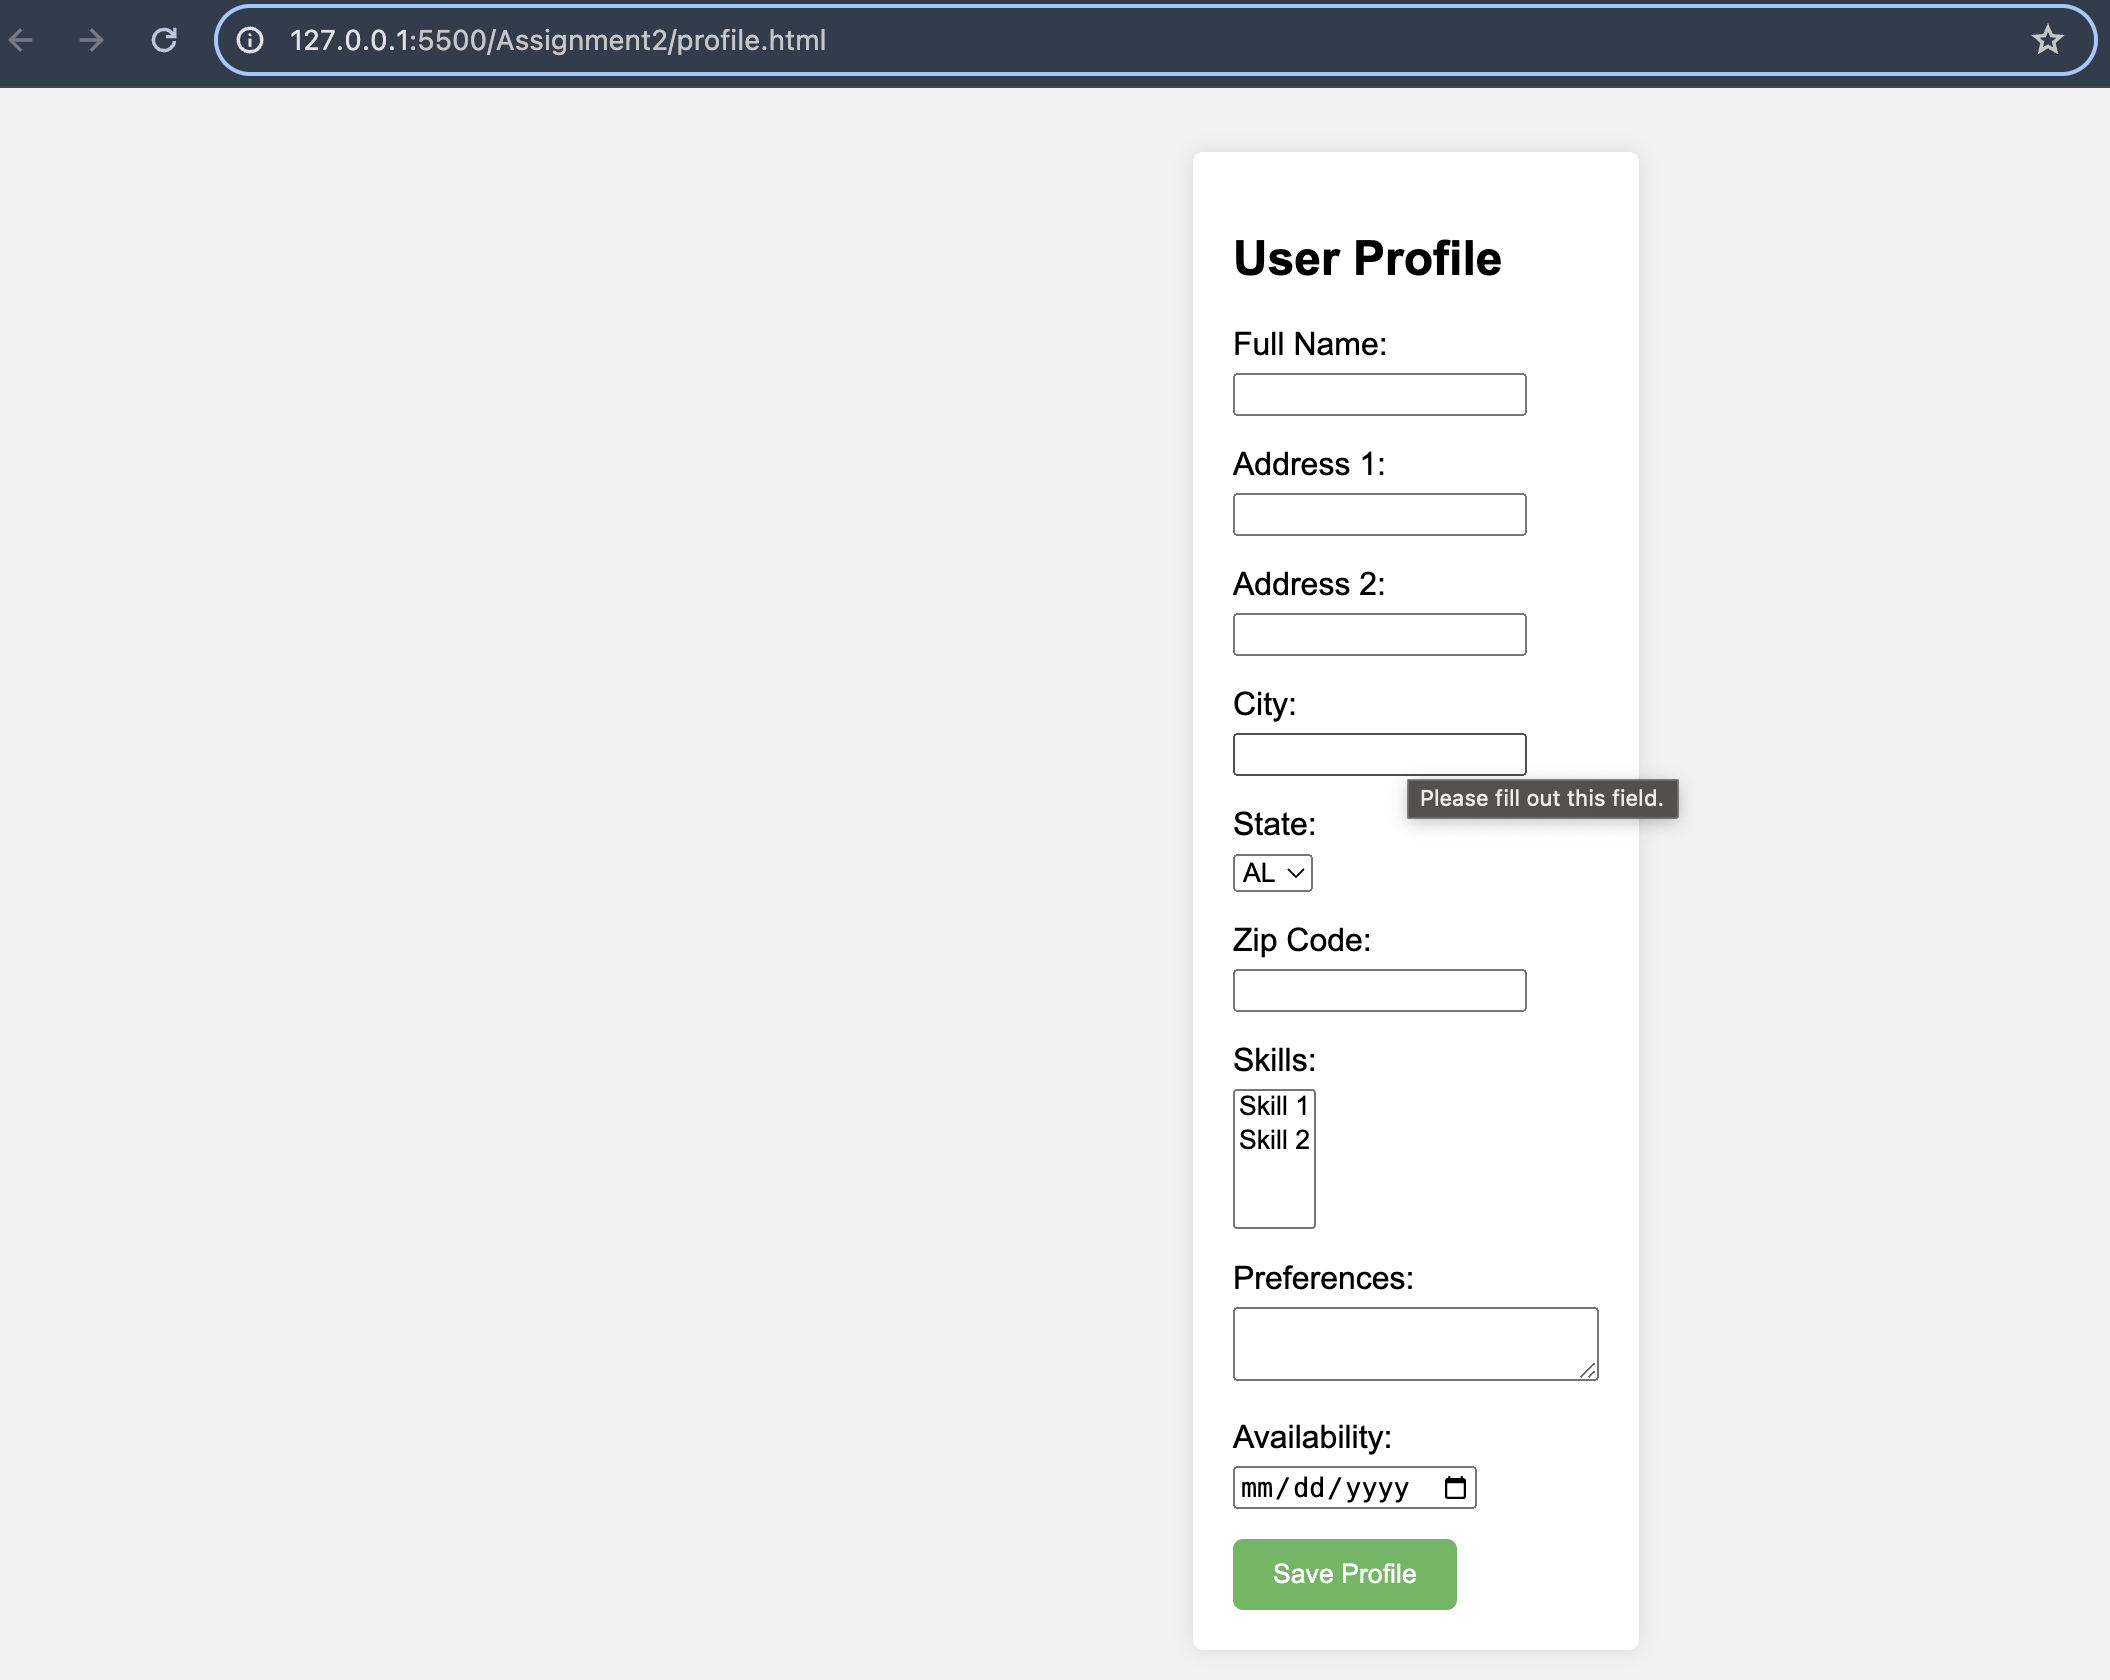 127.0.0.1:5500/Assignment2/profile.html
User Profile
Full Name:
Address 1:
Address 2:
City:
Please fill out this field.
State:
AL
Zip Code:
Skills:
Skill 1
Skill 2
Preferences:
Availability:
mm/dd/yyyy
Save Profile